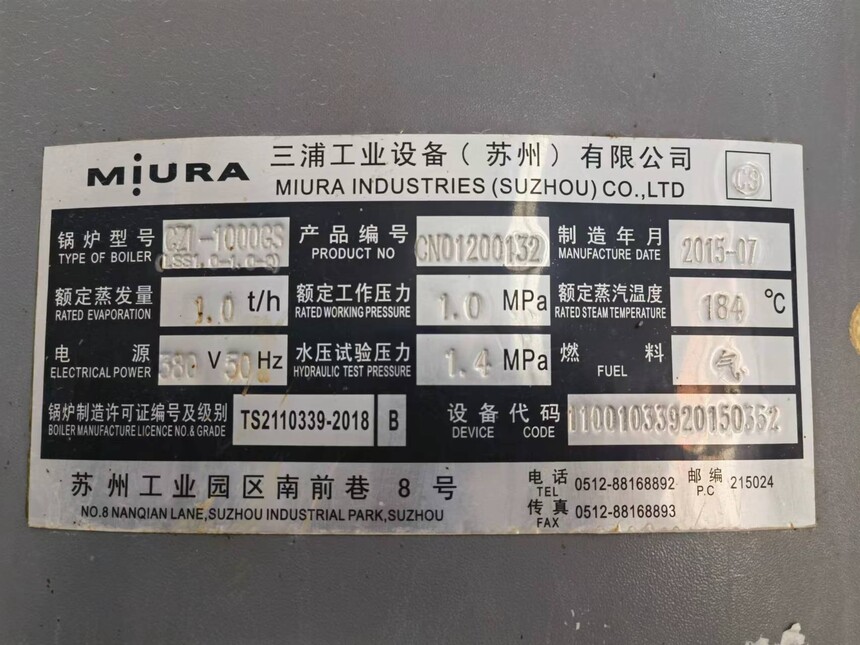 MIURA 三浦工业设备（苏州）有限公司 CS
MIURA INDUSTRIES (SUZHOU) CO.,LTD
锅炉型号 CZI-1000GS 产品编号 CN01200132 制造年月 2015-07
TYPE OF BOILER (LSS1.0-1.0-Q) PRODUCT NO MANUFACTURE DATE
额定蒸发量 1.0 t/h 额定工作压力 1.0 MPa 额定蒸汽温度 184 ℃
RATED EVAPORATION RATED WORKING PRESSURE RATED STEAM TEMPERATURE
电源 380 V 50 Hz 水压试验压力 1.4 MPa 燃料 气
ELECTRICAL POWER HYDRAULIC TEST PRESSURE FUEL
锅炉制造许可证编号及级别 TS2110339-2018 B 设备代码 11001033920150352
BOILER MANUFACTURE LICENCE NO.& GRADE DEVICE CODE
苏州工业园区南前巷 8 号 电话 0512-88168892 邮编 215024
TEL P.C
NO.8 NANQIAN LANE,SUZHOU INDUSTRIAL PARK,SUZHOU 传真 0512-88168893
FAX